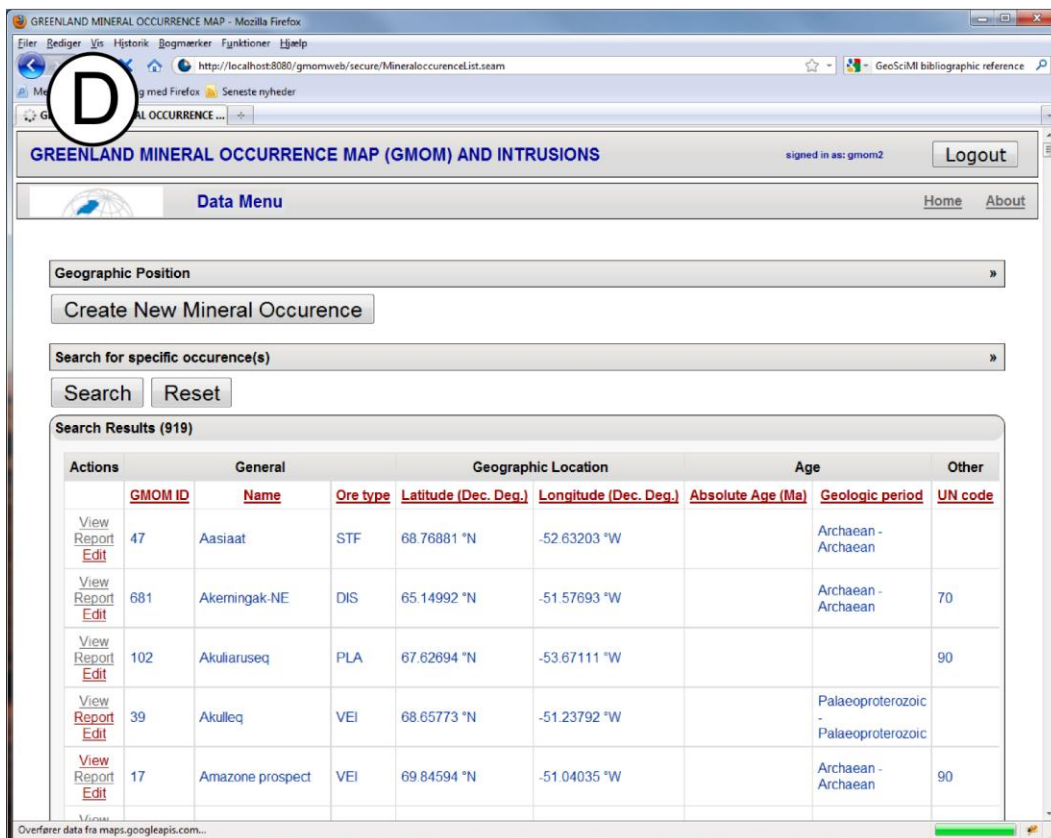 GREENLAND MINERAL OCCURRENCE MAP - Mozilla Firefox
Filer Rediger Vis Historik Bogmærker Funktioner Hjælp
http://localhost:8080/gmomweb/secure/MineraloccurenceList.seam GeoSciMl bibliographic reference
D
g med Firefox Seneste nyheder
AL OCCURRENCE ...
GREENLAND MINERAL OCCURRENCE MAP (GMOM) AND INTRUSIONS signed in as: gmom2 Logout
Data Menu Home About
Geographic Position »
Create New Mineral Occurence
Search for specific occurence(s) »
Search Reset
Search Results (919)
Actions General Geographic Location Age Other
GMOM ID Name Ore type Latitude (Dec. Deg.) Longitude (Dec. Deg.) Absolute Age (Ma) Geologic period UN code
View
Report
Edit
47 Aasiaat STF 68.76881 °N -52.63203 °W
Archaean -
Archaean
View
Report
Edit
681 Akerningak-NE DIS 65.14992 °N -51.57693 °W
Archaean -
Archaean
70
View
Report
Edit
102 Akuliaruseq PLA 67.62694 °N -53.67111 °W 90
View
Report
Edit
39 Akulleq VEI 68.65773 °N -51.23792 °W
Palaeoproterozoic
-
Palaeoproterozoic
View
Report
Edit
17 Amazone prospect VEI 69.84594 °N -51.04035 °W
Archaean -
Archaean
90
View
Overfører data fra maps.googleapis.com...